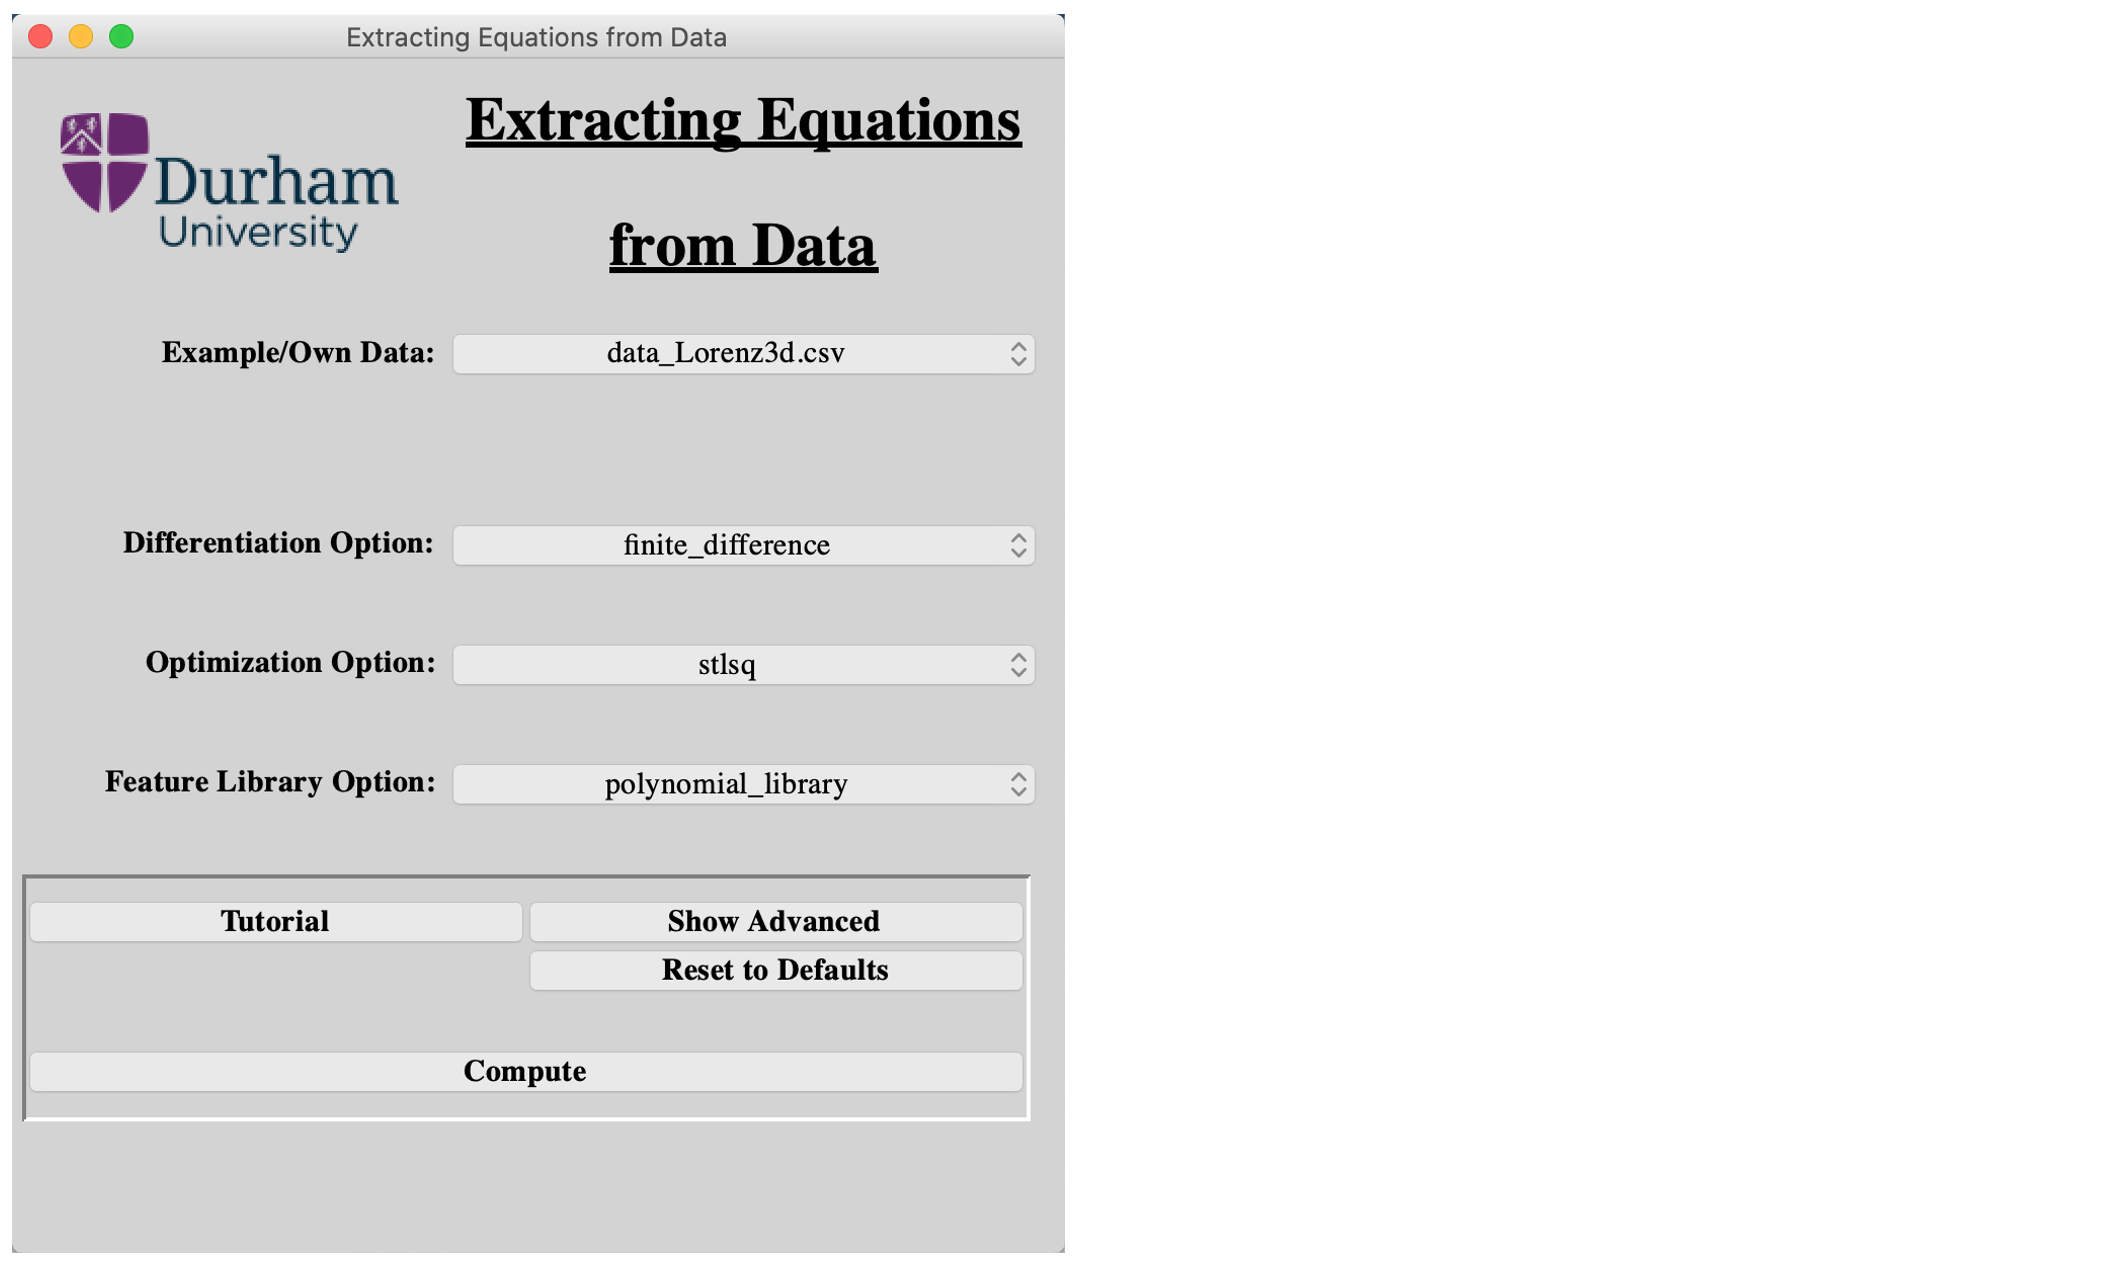 Extracting Equations from Data
Durham
University
Extracting Equations
from Data
Example/Own Data: data_Lorenz3d.csv
Differentiation Option: finite_difference
Optimization Option: stlsq
Feature Library Option: polynomial_library
Tutorial Show Advanced
Reset to Defaults
Compute